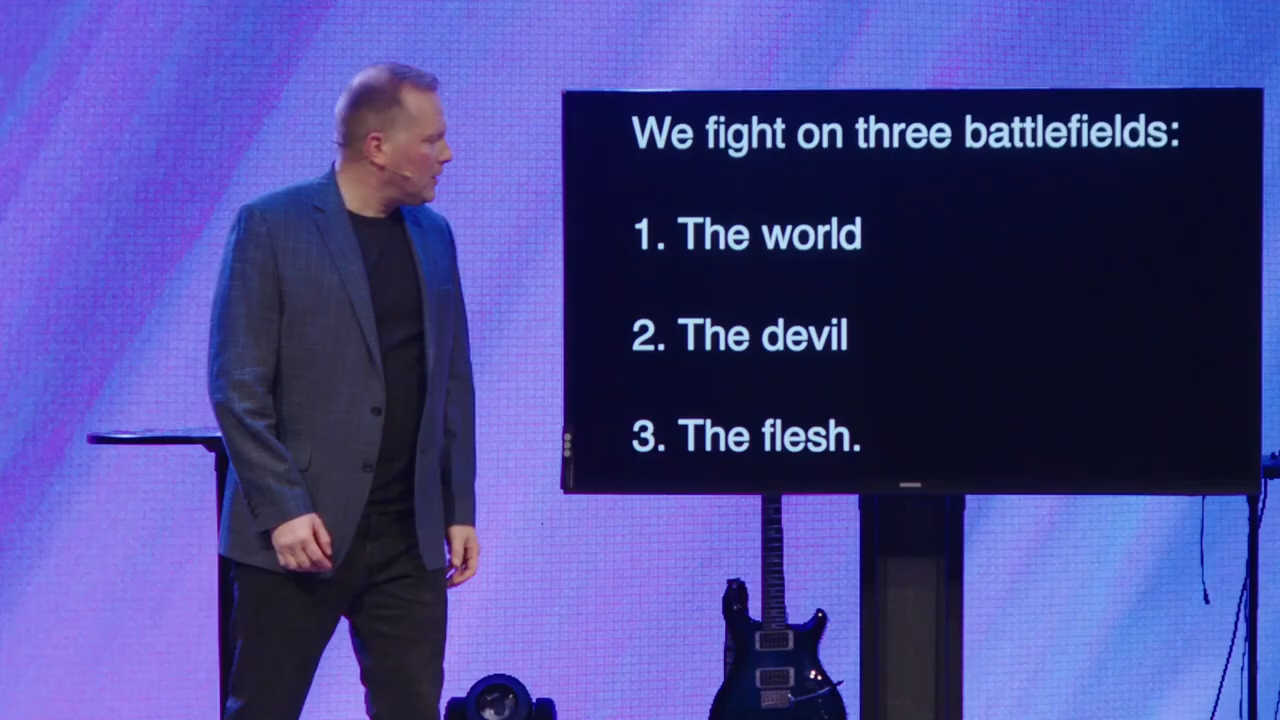 We fight on three battlefields:
1. The world
2. The devil
3. The flesh.